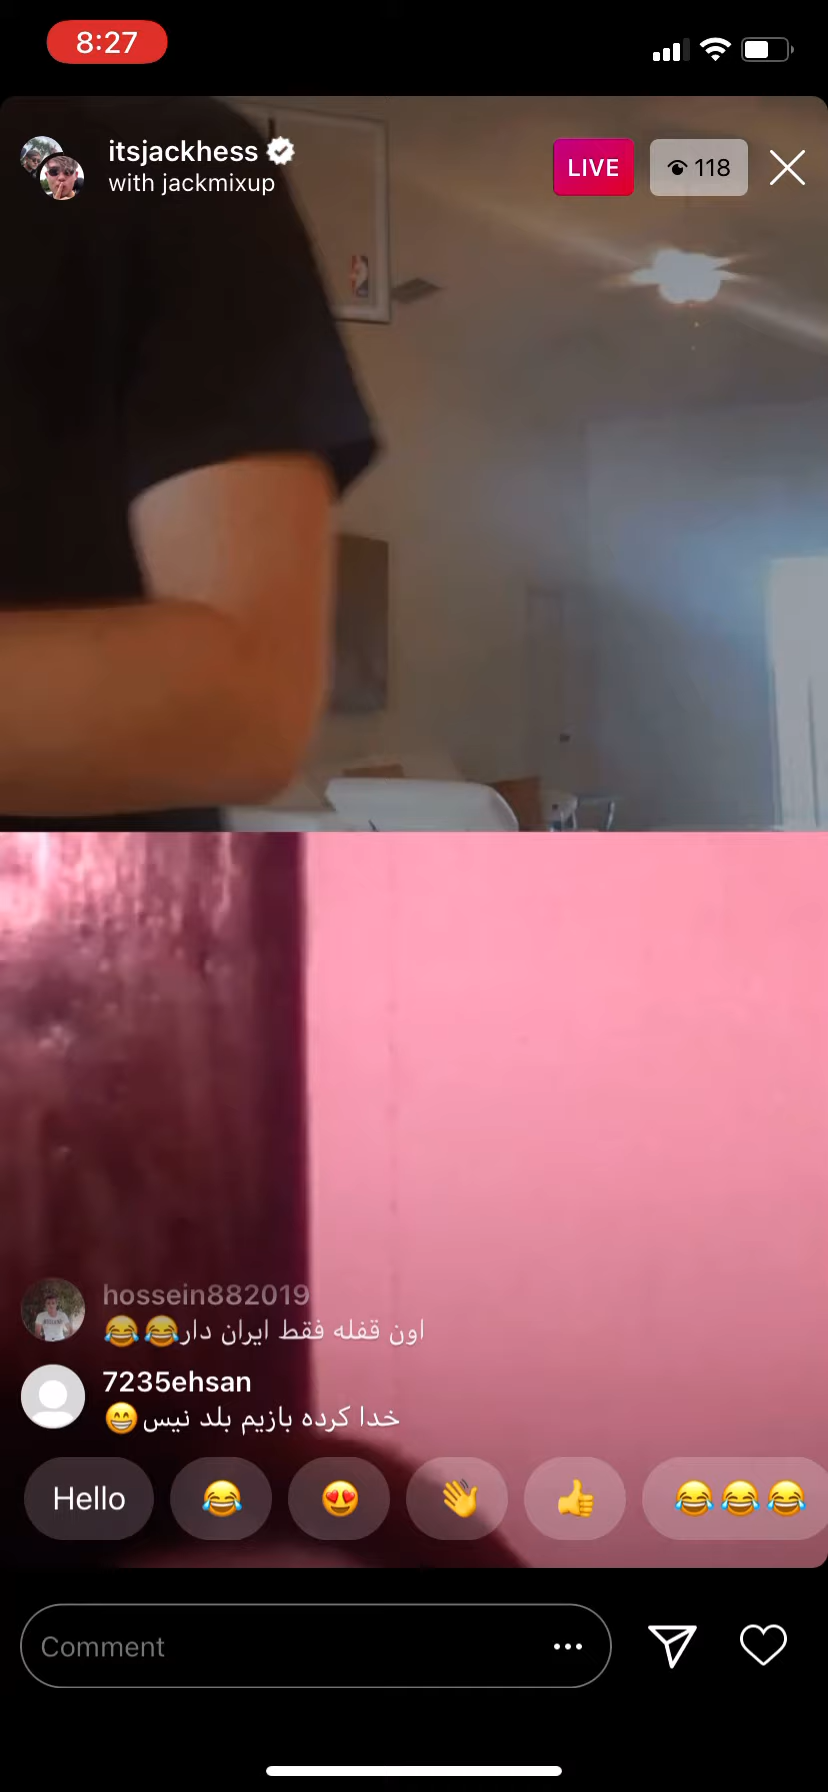 8:27
itsjackhess
with jackmixup
LIVE
118
hossein882019
اون قفله فقط ایران دار😂😂
7235ehsan
خدا کرده بازیم بلد نیس😁
Hello 😂 😍 👋 👍 😂😂😂
Comment